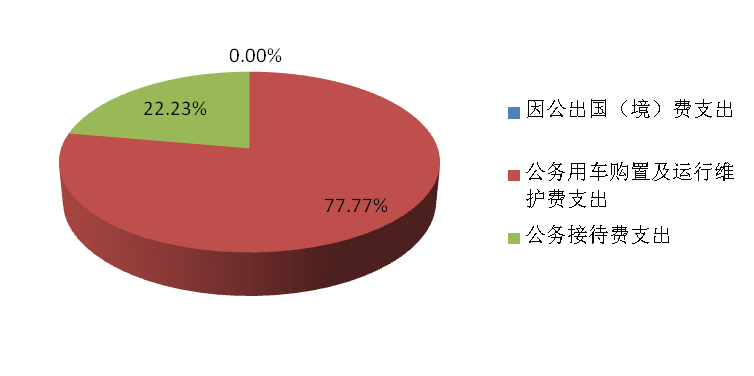 0.00%
22.23%
77.77%
因公出国（境）费支出
公务用车购置及运行维
护费支出
公务接待费支出